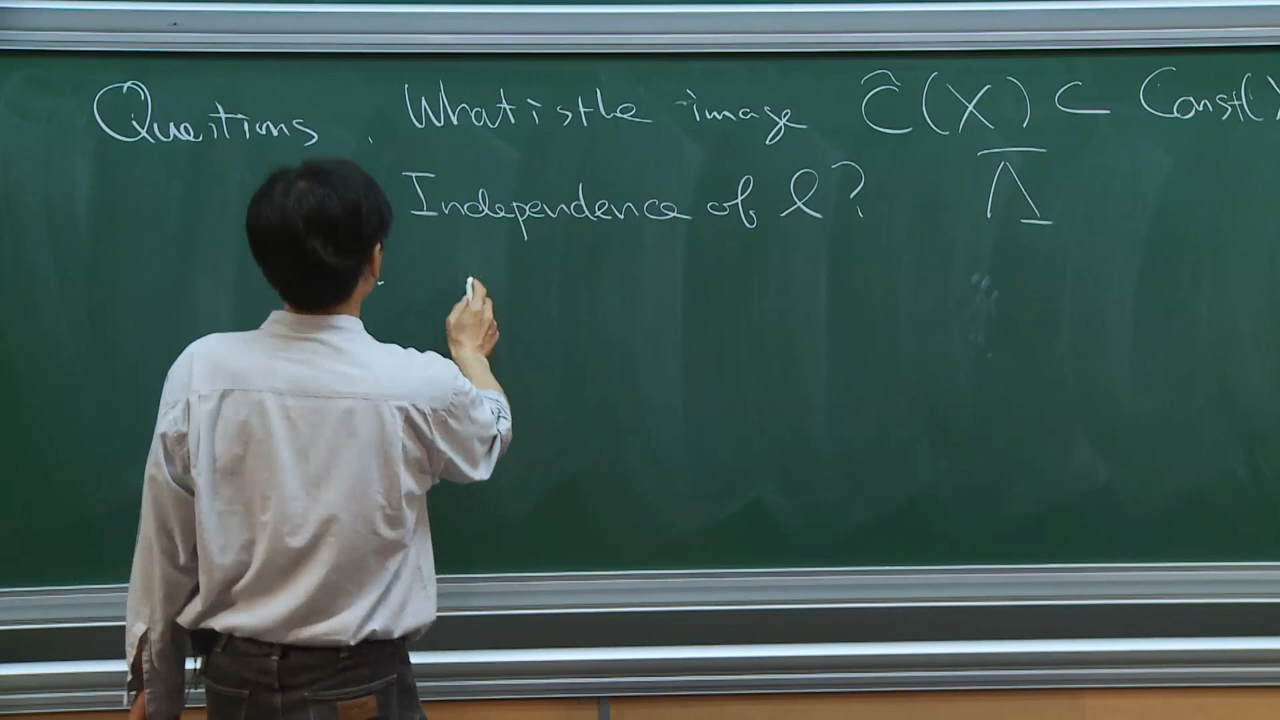 Questions. What is the image Ĉ(X) ⊂ Const(X
Independence of l? Λ